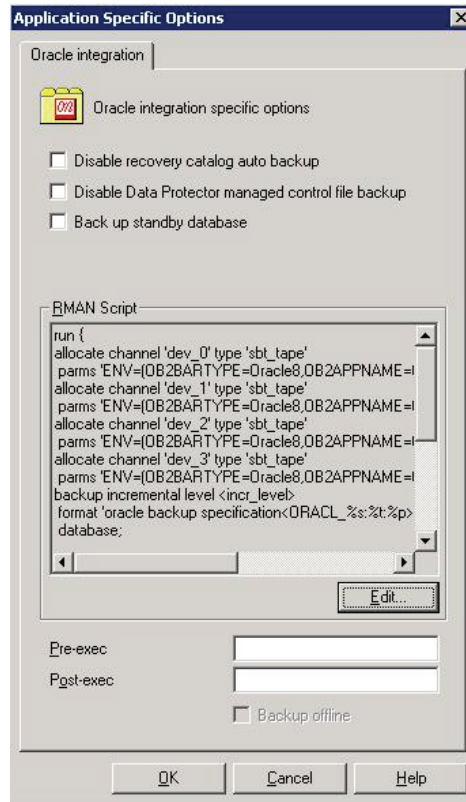 Application Specific Options
Oracle integration
Oracle integration specific options
Disable recovery catalog auto backup
Disable Data Protector managed control file backup
Back up standby database
RMAN Script
run {
allocate channel 'dev_0' type 'sbt_tape'
parms 'ENV=(OB2BARTYPE=Oracle8,OB2APPNAME=
allocate channel 'dev_1' type 'sbt_tape'
parms 'ENV=(OB2BARTYPE=Oracle8,OB2APPNAME=
allocate channel 'dev_2' type 'sbt_tape'
parms 'ENV=(OB2BARTYPE=Oracle8,OB2APPNAME=
allocate channel 'dev_3' type 'sbt_tape'
parms 'ENV=(OB2BARTYPE=Oracle8,OB2APPNAME=
backup incremental level <incr_level>
format 'oracle backup specification<ORACL_%s:%t:%p>
database;
Edit...
Pre-exec
Post-exec
Backup offline
OK Cancel Help